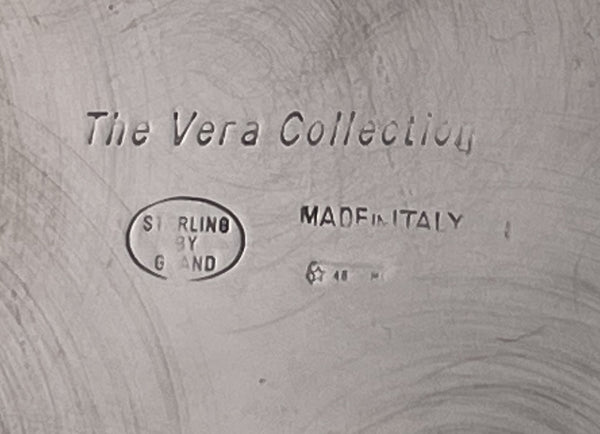 The Vera Collection
STERLING
BY
GRAND
MADE IN ITALY
48